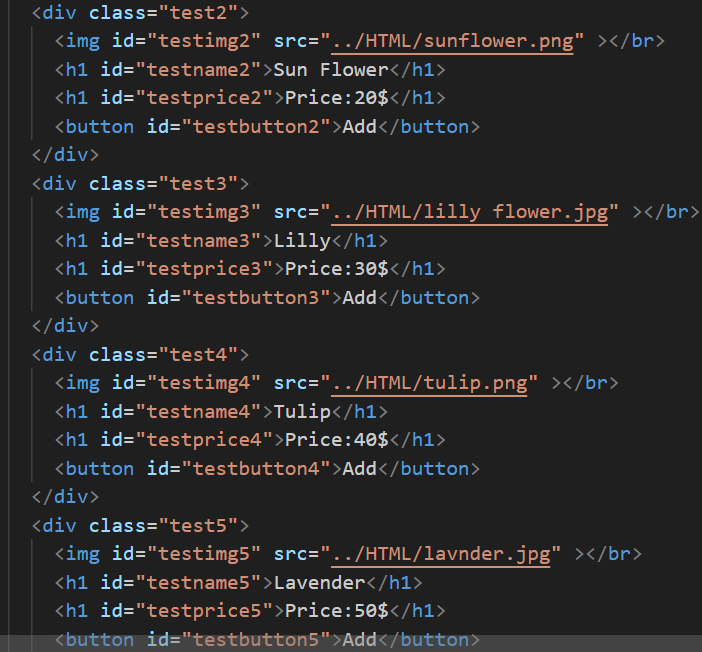 <div class="test2">
<img id="testimg2" src="../HTML/sunflower.png" ></br>
<h1 id="testname2">Sun Flower</h1>
<h1 id="testprice2">Price:20$</h1>
<button id="testbutton2">Add</button>
</div>
<div class="test3">
<img id="testimg3" src="../HTML/lilly flower.jpg" ></br>
<h1 id="testname3">Lilly</h1>
<h1 id="testprice3">Price:30$</h1>
<button id="testbutton3">Add</button>
</div>
<div class="test4">
<img id="testimg4" src="../HTML/tulip.png" ></br>
<h1 id="testname4">Tulip</h1>
<h1 id="testprice4">Price:40$</h1>
<button id="testbutton4">Add</button>
</div>
<div class="test5">
<img id="testimg5" src="../HTML/lavnder.jpg" ></br>
<h1 id="testname5">Lavender</h1>
<h1 id="testprice5">Price:50$</h1>
<button id="testbutton5">Add</button>